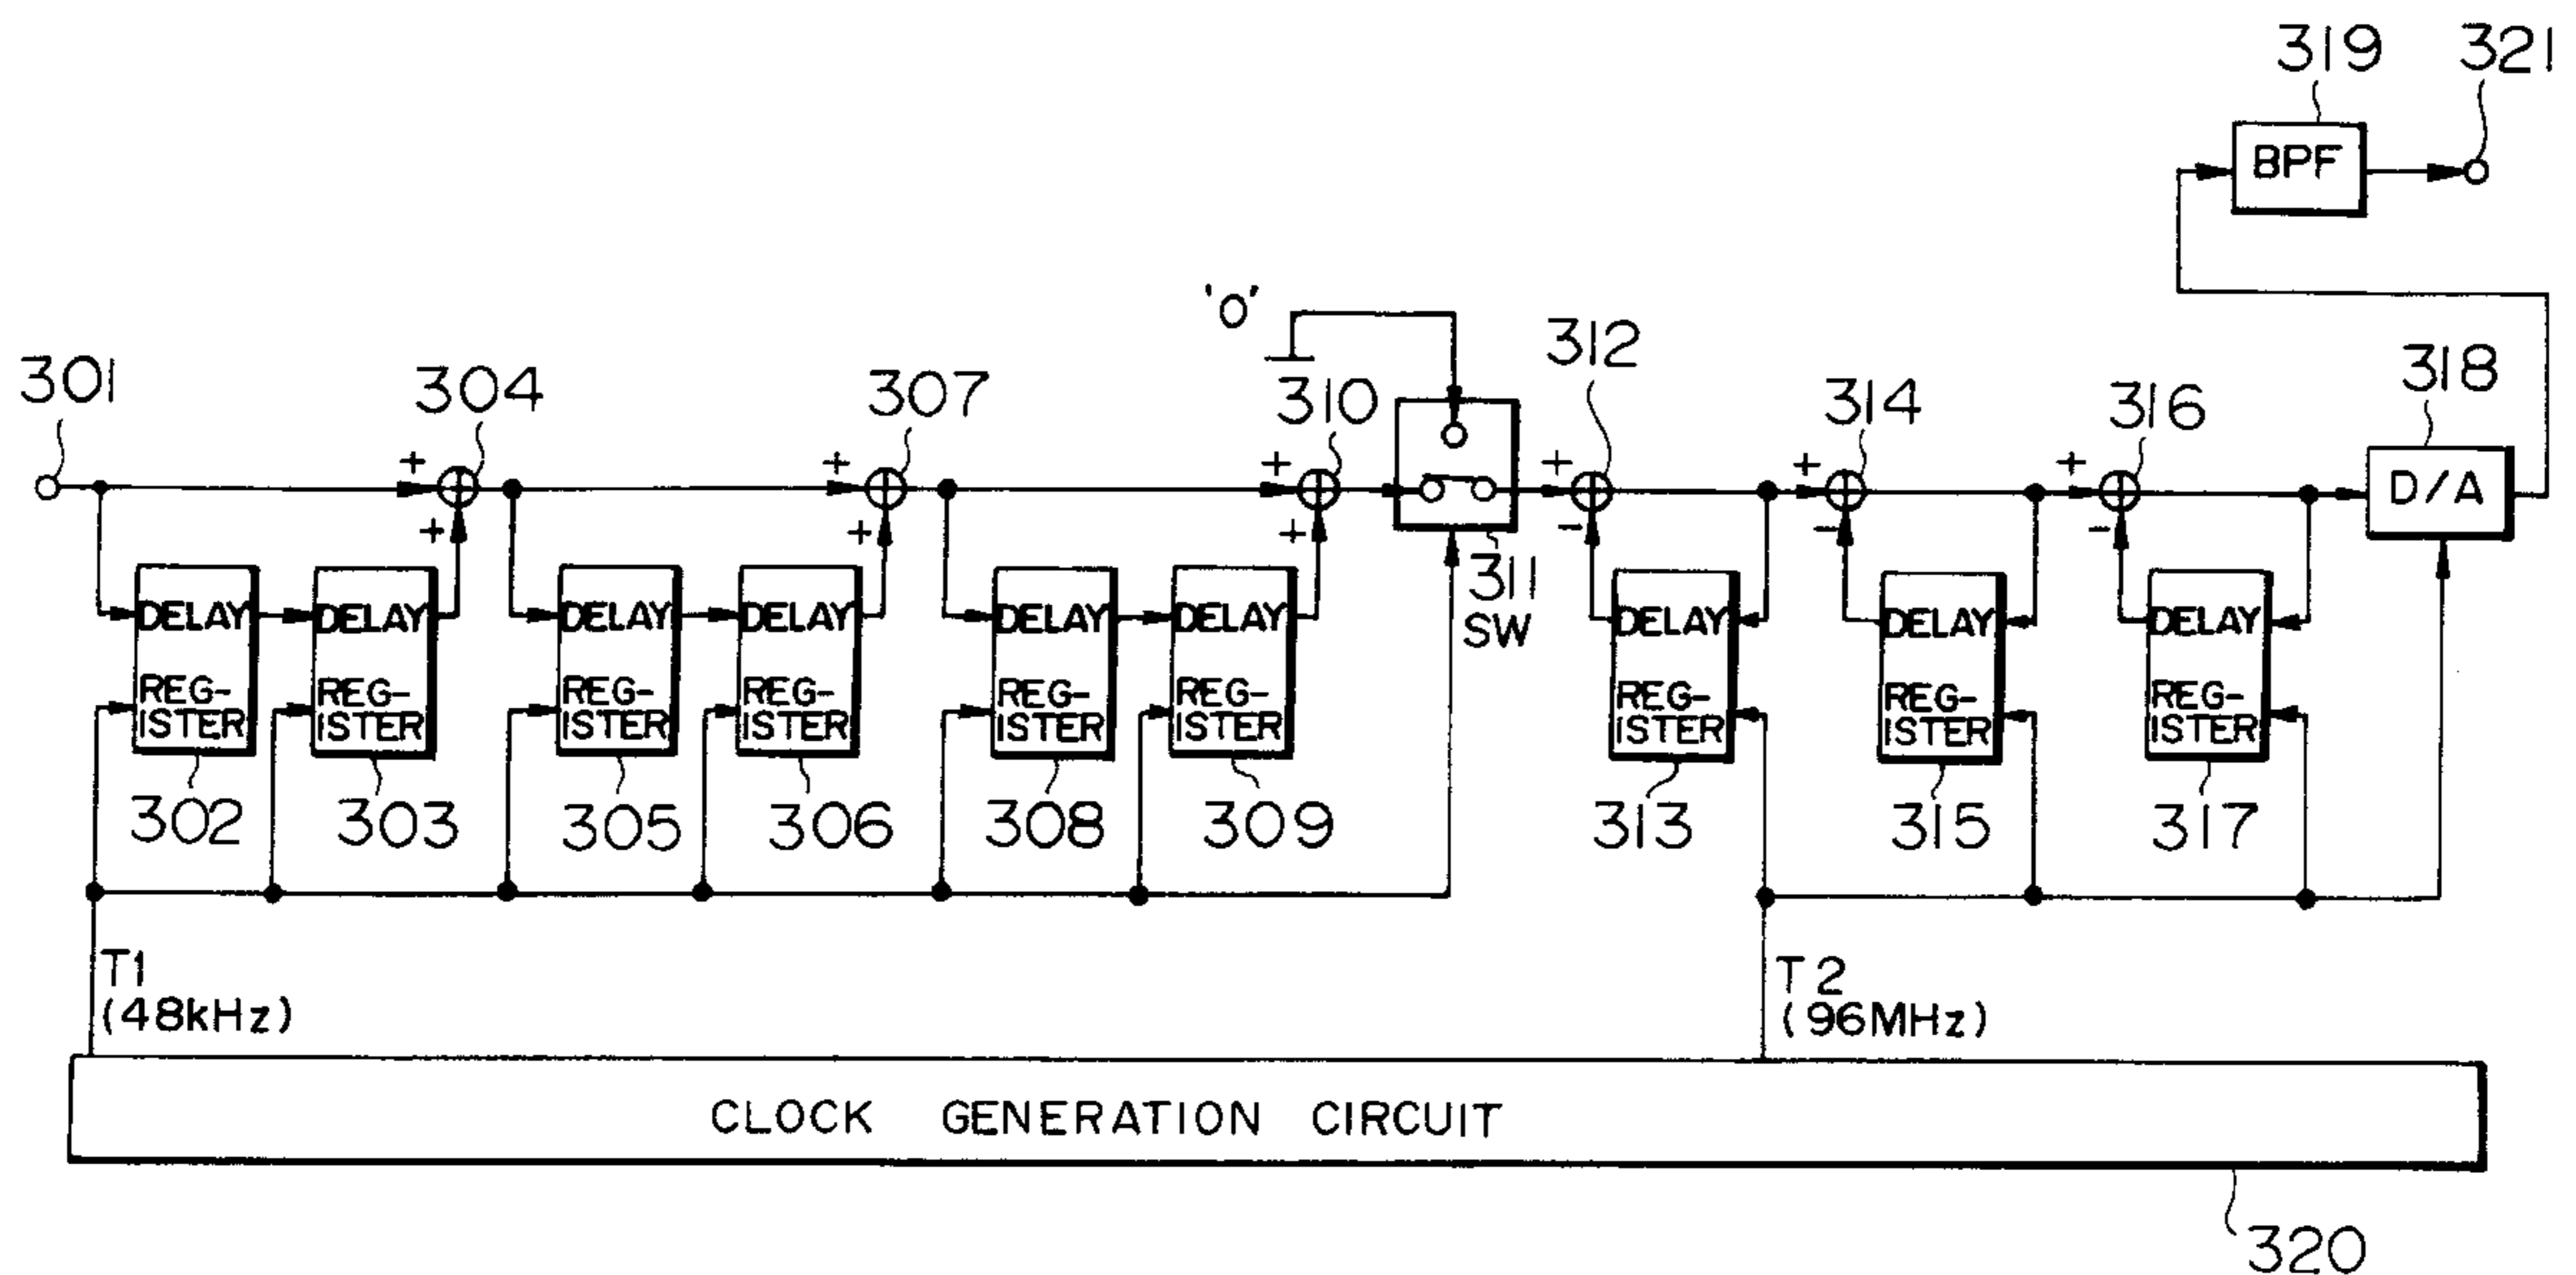 319 321
BPF
'0'
301 304 307 310 312 314 316 318
+ + + + + + D/A
+ + + - - -
311
SW
DELAY DELAY DELAY DELAY DELAY DELAY DELAY DELAY DELAY
REG- REG- REG- REG- REG- REG- REG- REG- REG-
ISTER ISTER ISTER ISTER ISTER ISTER ISTER ISTER ISTER
302 303 305 306 308 309 313 315 317
T1 T2
(48kHz) (96MHz)
CLOCK GENERATION CIRCUIT
320